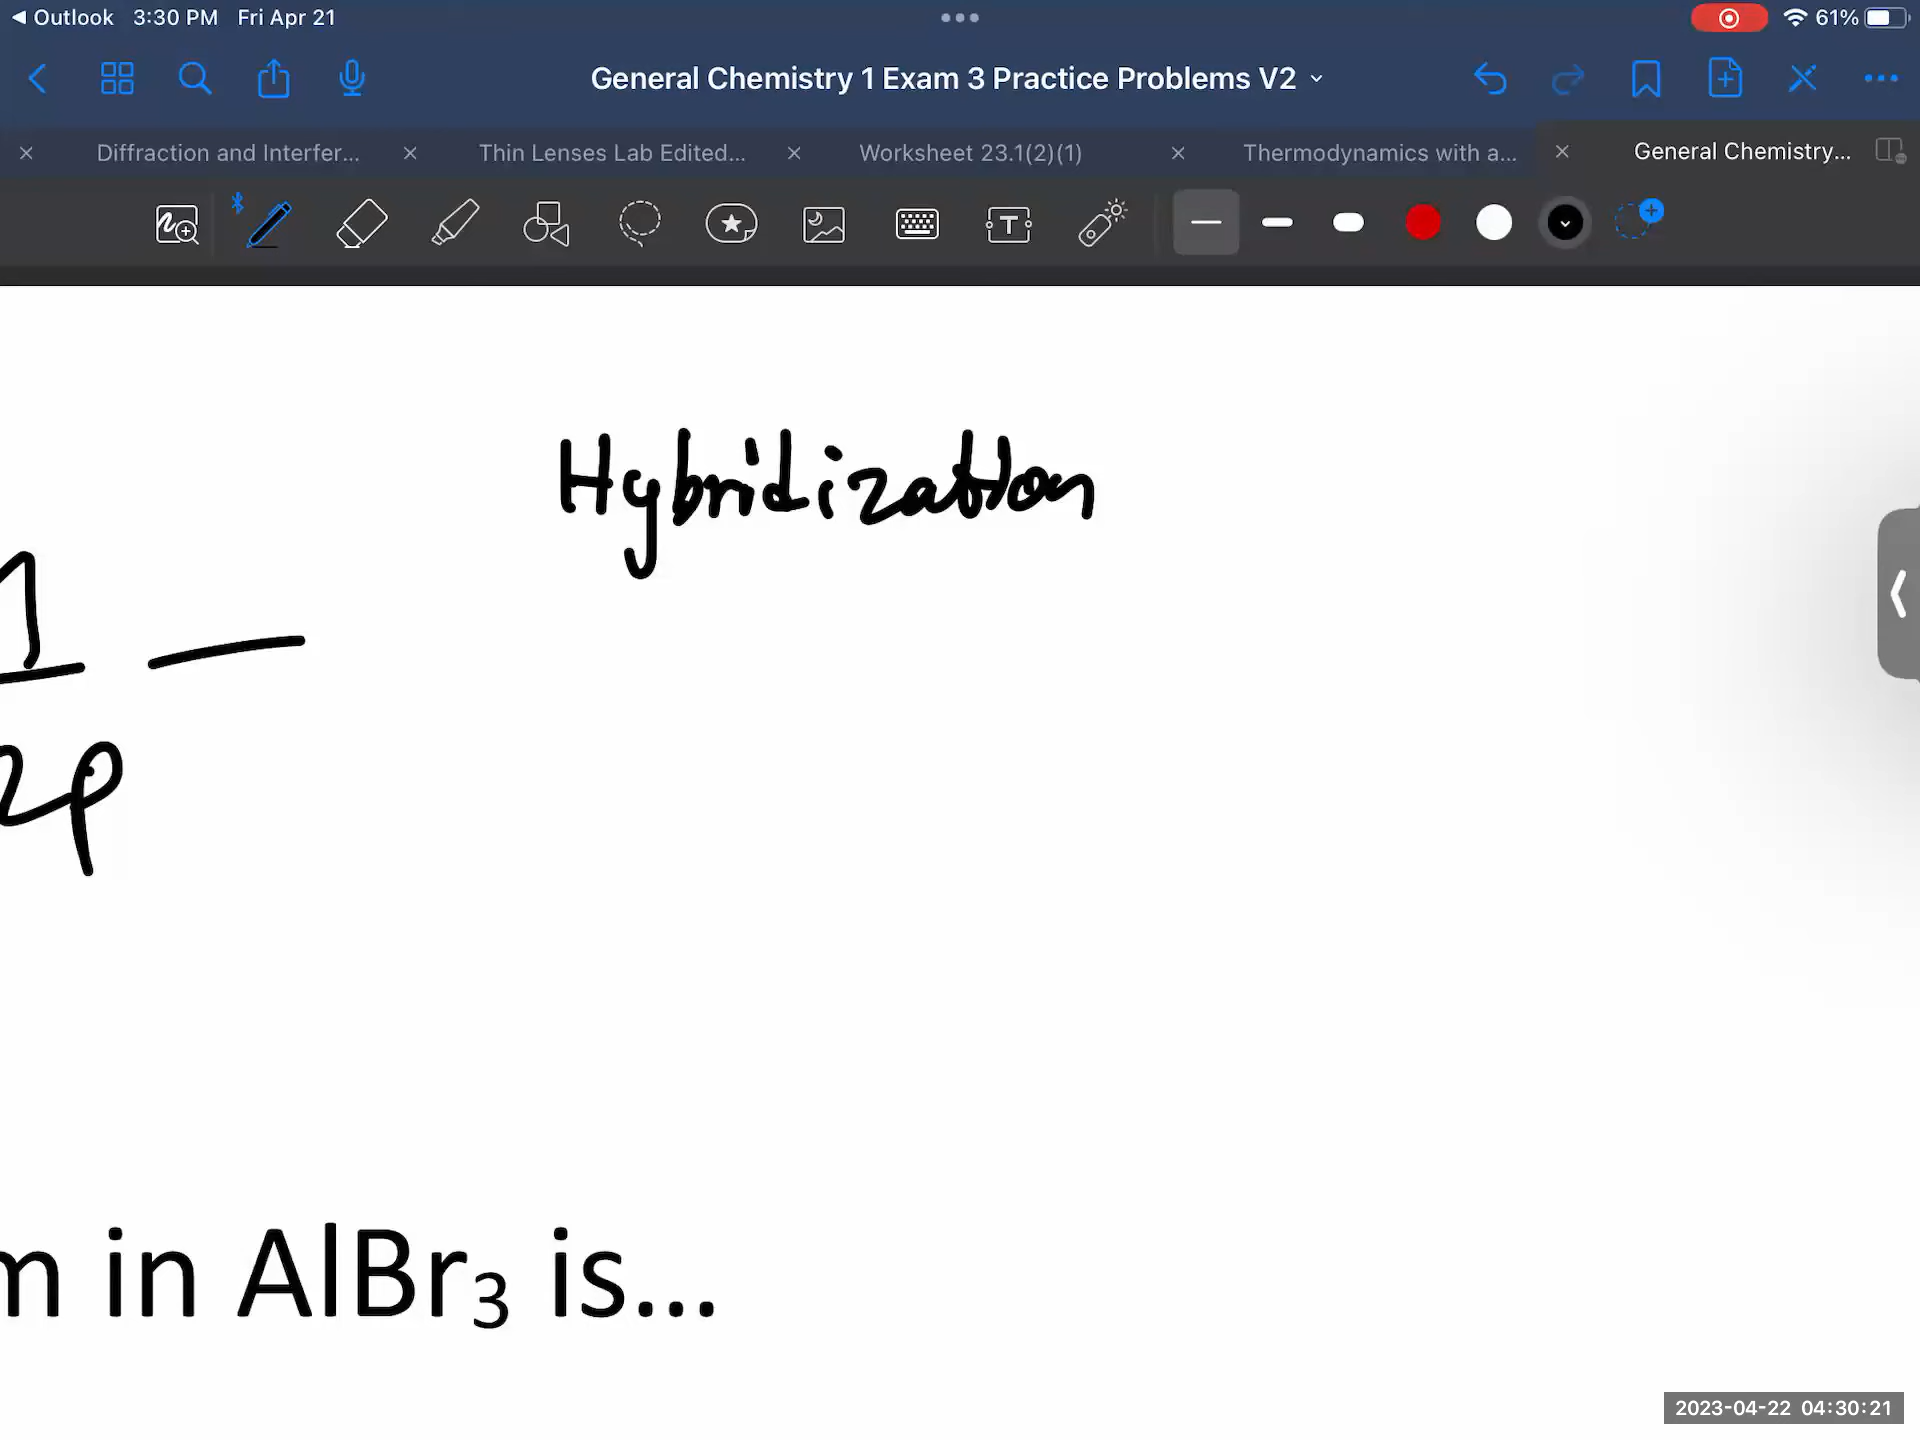 Outlook 3:30 PM Fri Apr 21 61%
General Chemistry 1 Exam 3 Practice Problems V2
Diffraction and Interfer... Thin Lenses Lab Edited... Worksheet 23.1(2)(1) Thermodynamics with a... General Chemistry...
Hybridization
1
2p
m in AlBr₃ is...
2023-04-22 04:30:21